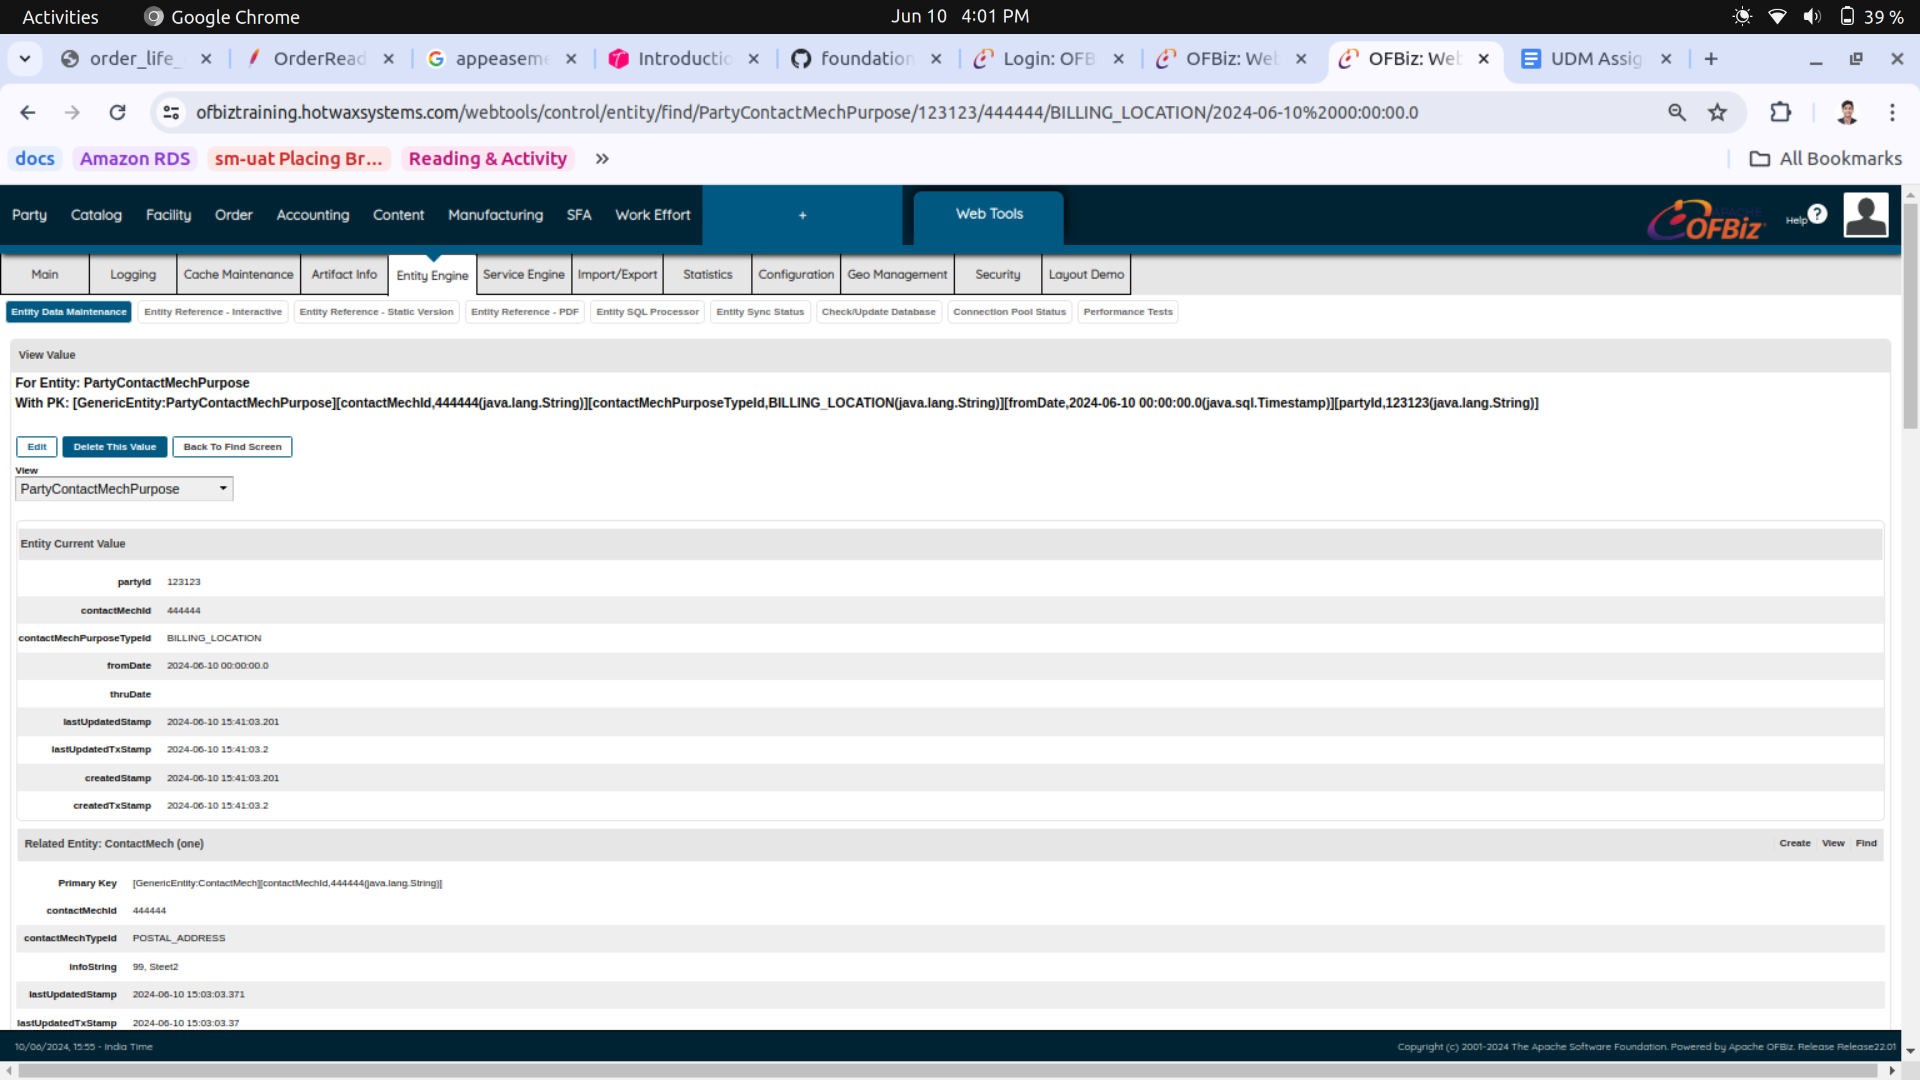 Activities Google Chrome Jun 10 4:01 PM 39 %
order_life_ OrderRead appeaseme Introductio foundation Login: OFB OFBiz: Web OFBiz: Web UDM Assig
ofbiztraining.hotwaxsystems.com/webtools/control/entity/find/PartyContactMechPurpose/123123/444444/BILLING_LOCATION/2024-06-10%2000:00:00.0
docs Amazon RDS sm-uat Placing Br... Reading & Activity » All Bookmarks
Party Catalog Facility Order Accounting Content Manufacturing SFA Work Effort + Web Tools APACHE OFBiz Help ?
Main Logging Cache Maintenance Artifact Info Entity Engine Service Engine Import/Export Statistics Configuration Geo Management Security Layout Demo
Entity Data Maintenance Entity Reference - Interactive Entity Reference - Static Version Entity Reference - PDF Entity SQL Processor Entity Sync Status Check/Update Database Connection Pool Status Performance Tests
View Value
For Entity: PartyContactMechPurpose
With PK: [GenericEntity:PartyContactMechPurpose][contactMechId,444444(java.lang.String)][contactMechPurposeTypeId,BILLING_LOCATION(java.lang.String)][fromDate,2024-06-10 00:00:00.0(java.sql.Timestamp)][partyId,123123(java.lang.String)]
Edit Delete This Value Back To Find Screen
View
PartyContactMechPurpose
Entity Current Value
partyId 123123
contactMechId 444444
contactMechPurposeTypeId BILLING_LOCATION
fromDate 2024-06-10 00:00:00.0
thruDate
lastUpdatedStamp 2024-06-10 15:41:03.201
lastUpdatedTxStamp 2024-06-10 15:41:03.2
createdStamp 2024-06-10 15:41:03.201
createdTxStamp 2024-06-10 15:41:03.2
Related Entity: ContactMech (one) Create View Find
Primary Key [GenericEntity:ContactMech][contactMechId,444444(java.lang.String)]
contactMechId 444444
contactMechTypeId POSTAL_ADDRESS
infoString 99, Steet2
lastUpdatedStamp 2024-06-10 15:03:03.371
lastUpdatedTxStamp 2024-06-10 15:03:03.37
10/06/2024, 15:55 - India Time Copyright (c) 2001-2024 The Apache Software Foundation. Powered by Apache OFBiz. Release Release22.01